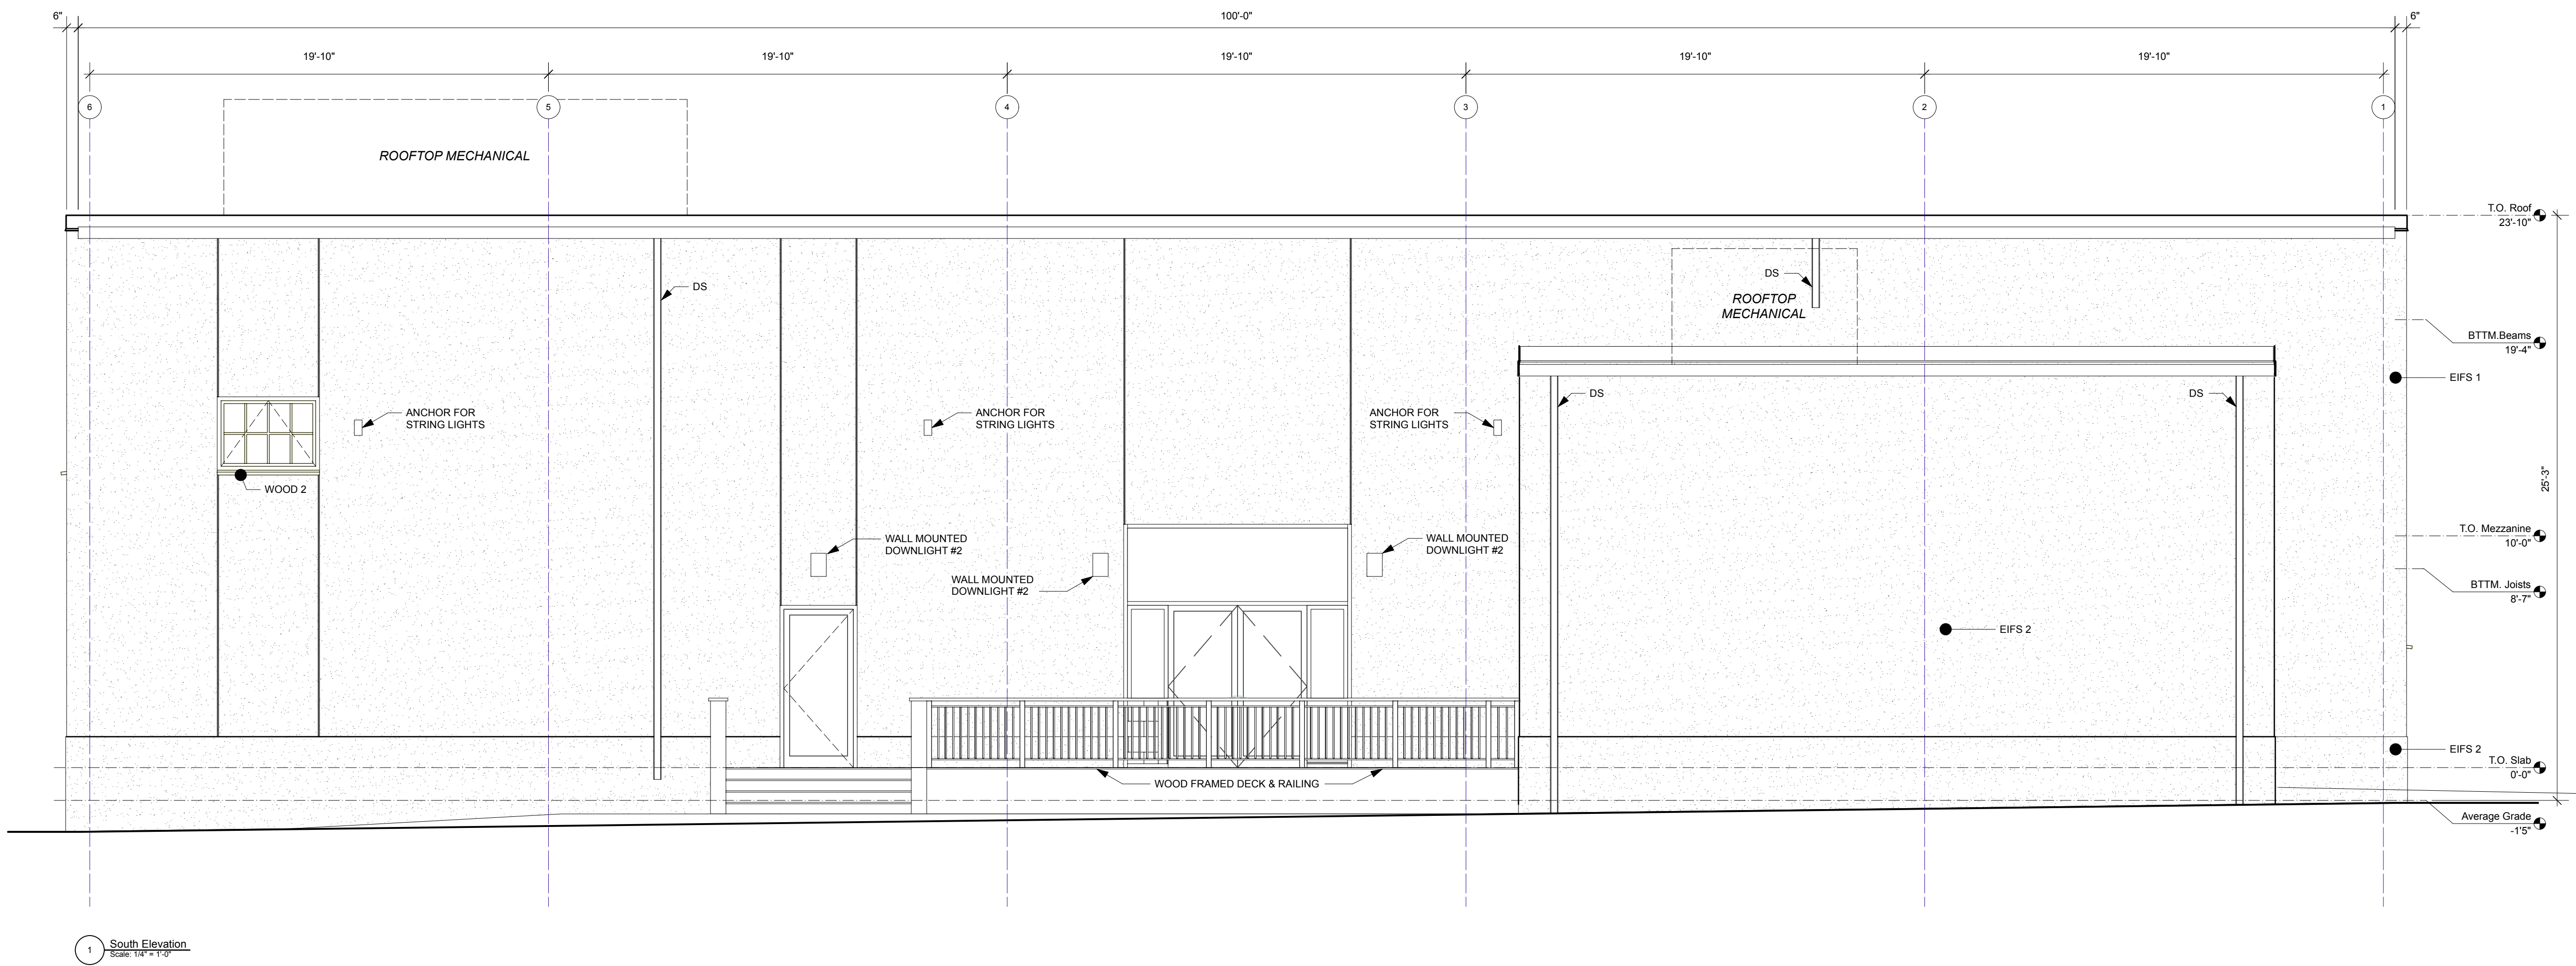 6"
100'-0"
6"
19'-10"
19'-10"
19'-10"
19'-10"
19'-10"
6
5
4
3
2
1
ROOFTOP MECHANICAL
T.O. Roof
23'-10"
DS
DS
ROOFTOP
MECHANICAL
BTTM.Beams
19'-4"
EIFS 1
DS
DS
ANCHOR FOR
STRING LIGHTS
ANCHOR FOR
STRING LIGHTS
ANCHOR FOR
STRING LIGHTS
WOOD 2
25'-3"
T.O. Mezzanine
10'-0"
WALL MOUNTED
DOWNLIGHT #2
WALL MOUNTED
DOWNLIGHT #2
WALL MOUNTED
DOWNLIGHT #2
BTTM. Joists
8'-7"
EIFS 2
EIFS 2
T.O. Slab
0'-0"
WOOD FRAMED DECK & RAILING
Average Grade
-1'5"
1
South Elevation
Scale: 1/4" = 1'-0"